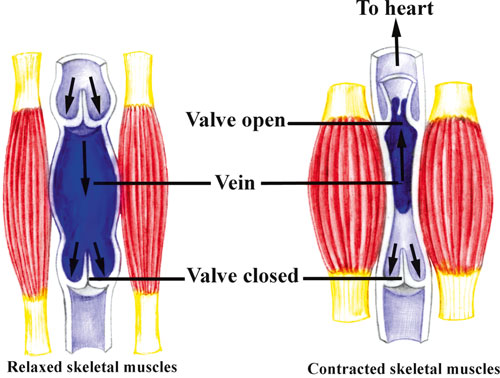 To heart
Valve open
Vein
Valve closed
Relaxed skeletal muscles
Contracted skeletal muscles